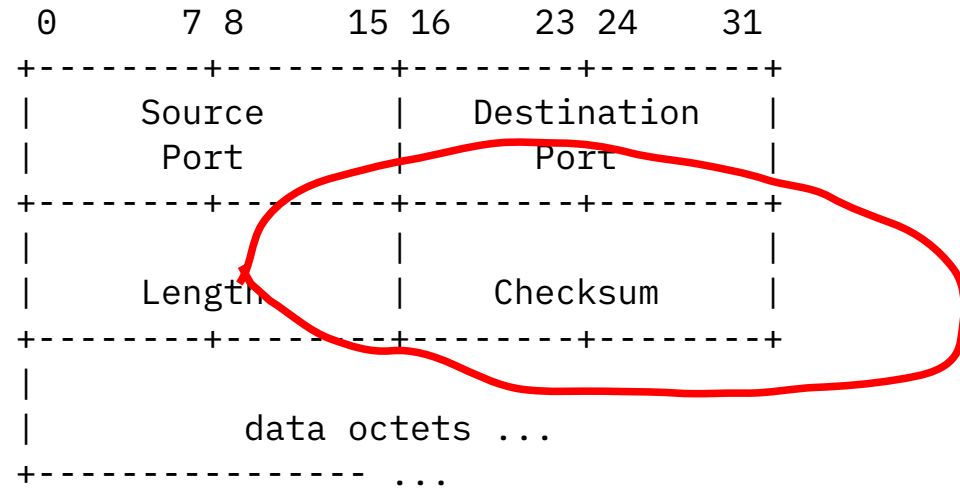 0      7 8     15 16    23 24    31
+--------+--------+--------+--------+
|     Source      |   Destination   |
|      Port       |      Port       |
+--------+--------+--------+--------+
|                 |                 |
|     Length      |    Checksum     |
+--------+--------+--------+--------+
|
|          data octets ...
+---------------- ...